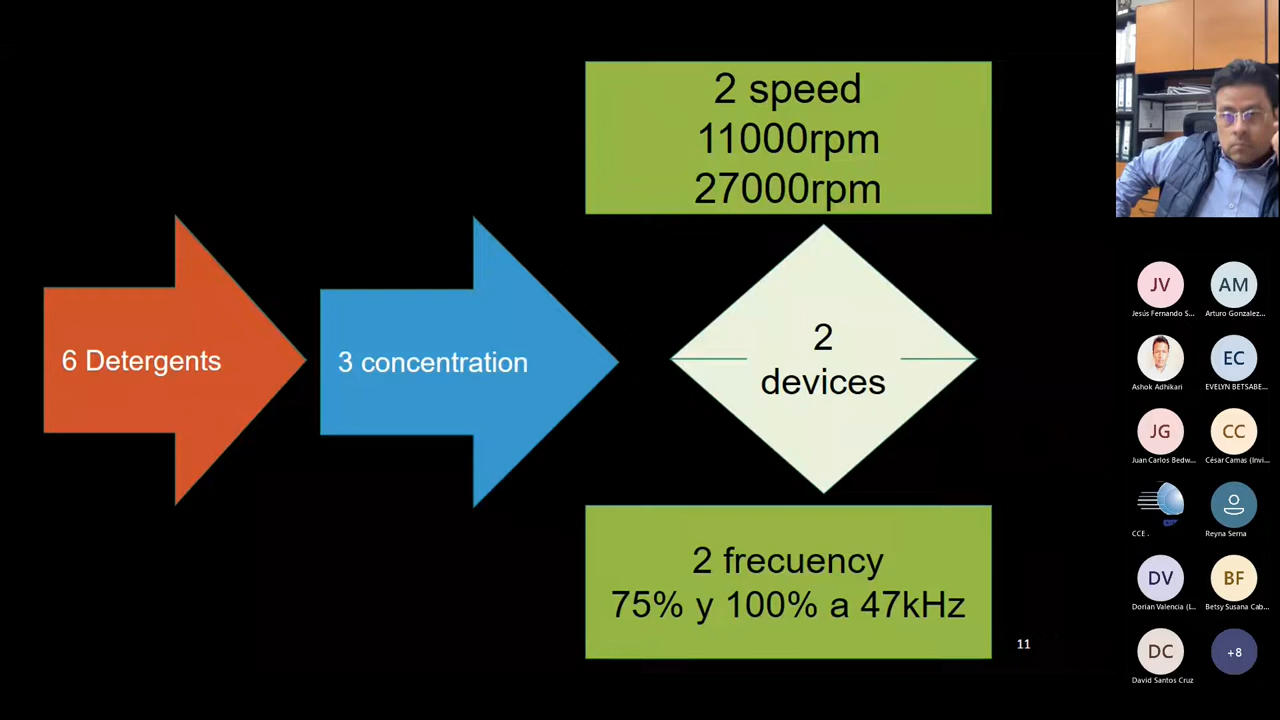 2 speed
11000rpm
27000rpm
6 Detergents
3 concentration
2
devices
2 frecuency
75% y 100% a 47kHz
11
JV
AM
Jesús Fernando S...
Arturo Gonzalez...
EC
Ashok Adhikari
EVELYN BETSABE...
JG
CC
Juan Carlos Bedw...
César Camas (Invi...
CCE .
Reyna Serna
DV
BF
Dorian Valencia (I...
Betsy Susana Cab...
DC
+8
David Santos Cruz